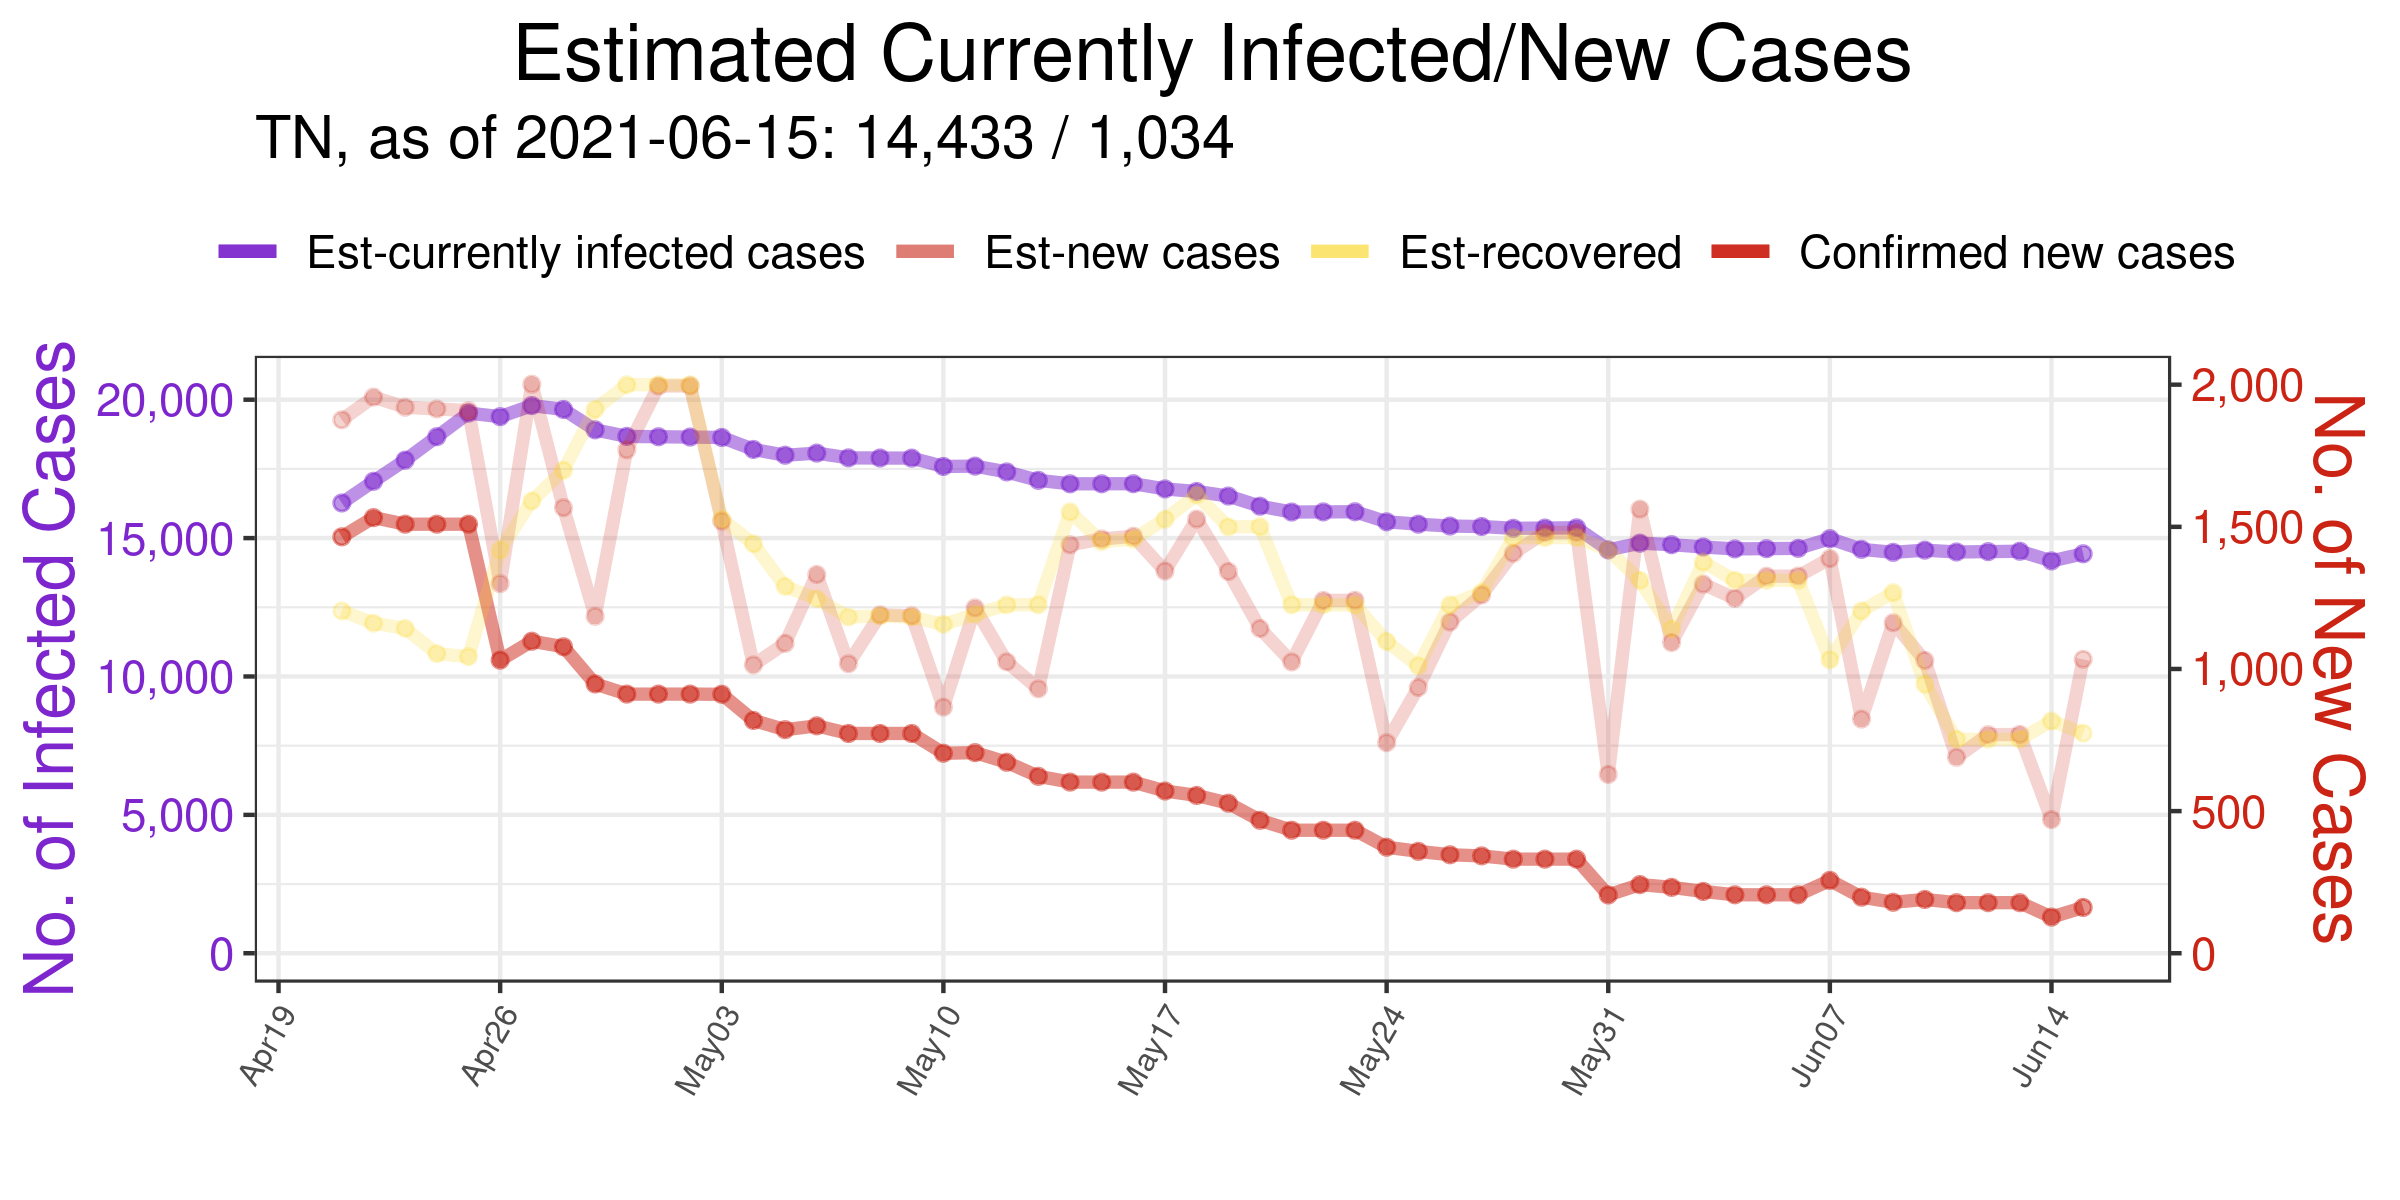 Estimated Currently Infected/New Cases
TN, as of 2021-06-15: 14,433 / 1,034
Est-currently infected cases
Est-new cases
Est-recovered
Confirmed new cases
No. of Infected Cases
20,000
15,000
10,000
5,000
0
2,000
1,500
1,000
500
0
No. of New Cases
Apr19
Apr26
May03
May10
May17
May24
May31
Jun07
Jun14